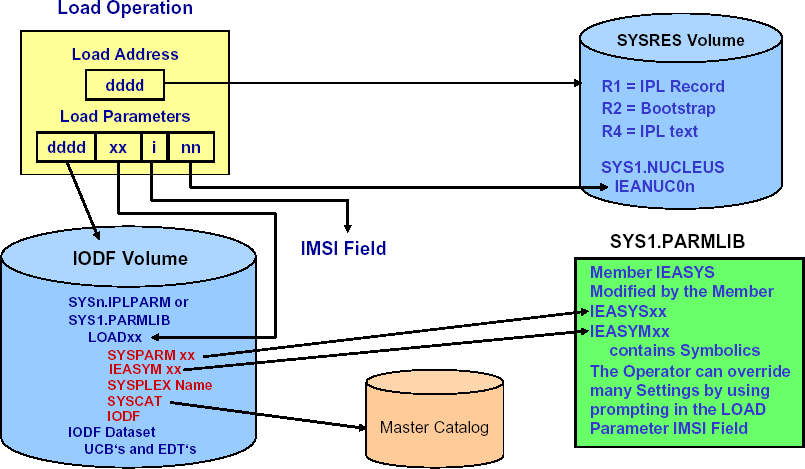 Load Operation
Load Address
dddd
Load Parameters
dddd xx i nn
SYSRES Volume
R1 = IPL Record
R2 = Bootstrap
R4 = IPL text
SYS1.NUCLEUS
IEANUC0n
IMSI Field
IODF Volume
SYSn.IPLPARM or
SYS1.PARMLIB
LOADxx
SYSPARM xx
IEASYM xx
SYSPLEX Name
SYSCAT
IODF
IODF Dataset
UCB‘s and EDT‘s
Master Catalog
SYS1.PARMLIB
Member IEASYS
Modified by the Member
IEASYSxx
IEASYMxx
contains Symbolics
The Operator can override
many Settings by using
prompting in the LOAD
Parameter IMSI Field